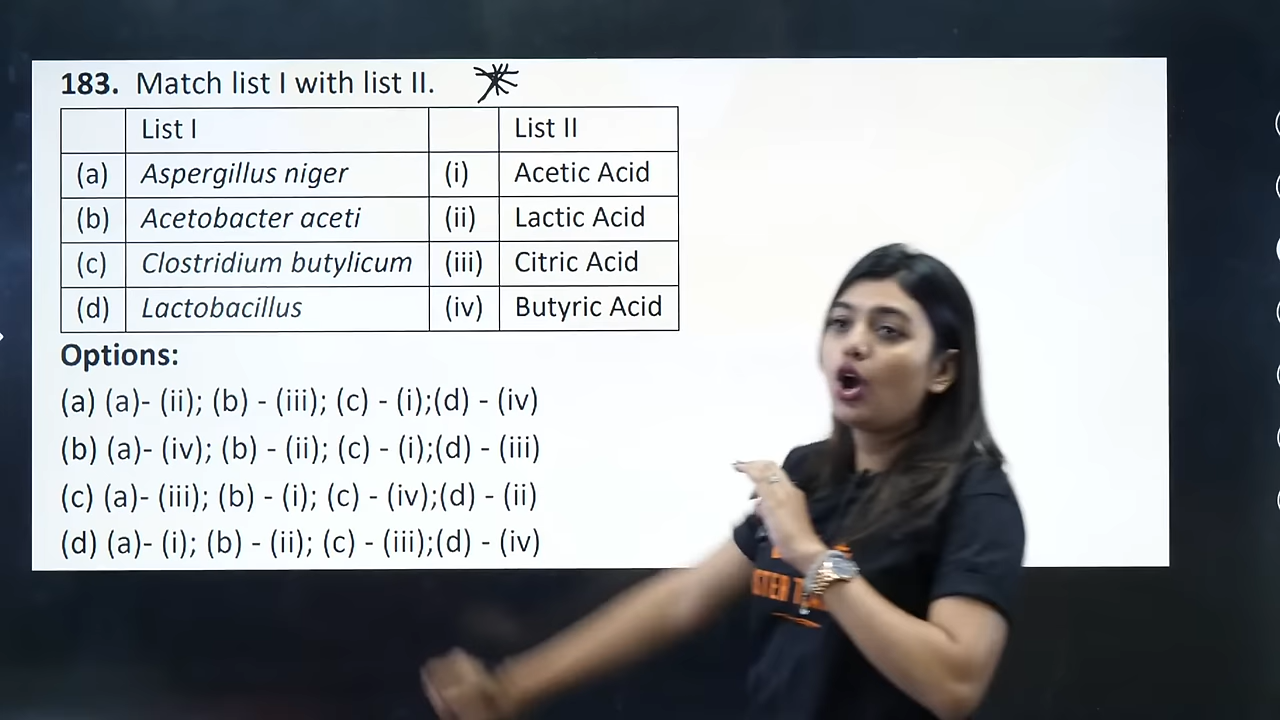 183. Match list I with list II.
List I List II
(a) Aspergillus niger (i) Acetic Acid
(b) Acetobacter aceti (ii) Lactic Acid
(c) Clostridium butylicum (iii) Citric Acid
(d) Lactobacillus (iv) Butyric Acid
Options:
(a) (a)- (ii); (b) - (iii); (c) - (i);(d) - (iv)
(b) (a)- (iv); (b) - (ii); (c) - (i);(d) - (iii)
(c) (a)- (iii); (b) - (i); (c) - (iv);(d) - (ii)
(d) (a)- (i); (b) - (ii); (c) - (iii);(d) - (iv)